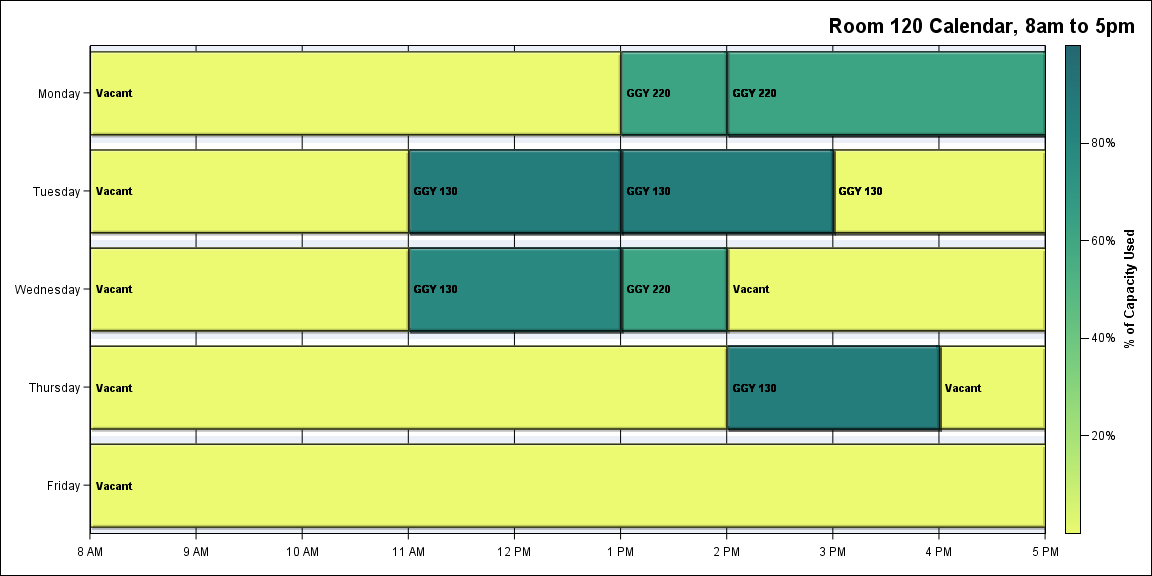 Room 120 Calendar, 8am to 5pm
Monday
Vacant
GGY 220
GGY 220
Tuesday
Vacant
GGY 130
GGY 130
GGY 130
Wednesday
Vacant
GGY 130
GGY 220
Vacant
Thursday
Vacant
GGY 130
Vacant
Friday
Vacant
8 AM
9 AM
10 AM
11 AM
12 PM
1 PM
2 PM
3 PM
4 PM
5 PM
80%
60%
40%
20%
% of Capacity Used